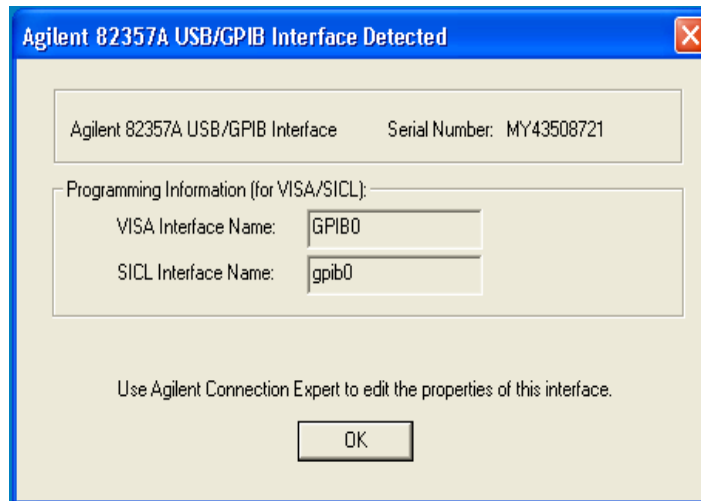 Agilent 82357A USB/GPIB Interface Detected
Agilent 82357A USB/GPIB Interface Serial Number: MY43508721
Programming Information (for VISA/SICL):
VISA Interface Name: GPIB0
SICL Interface Name: gpib0
Use Agilent Connection Expert to edit the properties of this interface.
OK